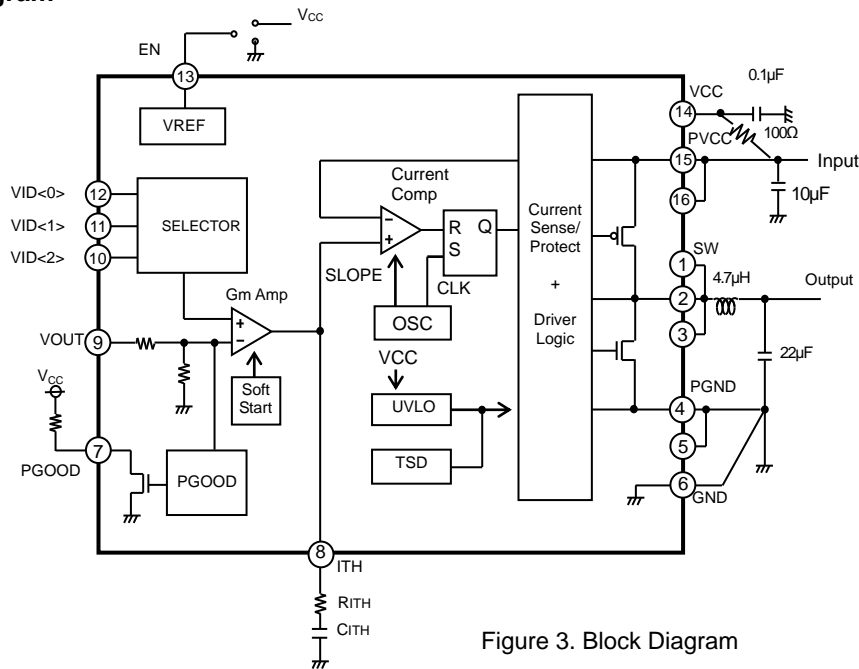 gram
VCC
EN
13
VREF
0.1µF
VCC
14
PVCC
100Ω
15
Input
16
10µF
VID<0>
12
VID<1>
11
VID<2>
10
SELECTOR
Current
Comp
R
Q
S
SLOPE
CLK
OSC
Current
Sense/
Protect
+
Driver
Logic
SW
1
4.7µH
2
Output
3
22µF
Gm Amp
VOUT
9
Soft
Start
VCC
UVLO
TSD
PGND
4
5
6
GND
VCC
7
PGOOD
PGOOD
8
ITH
RITH
CITH
Figure 3. Block Diagram